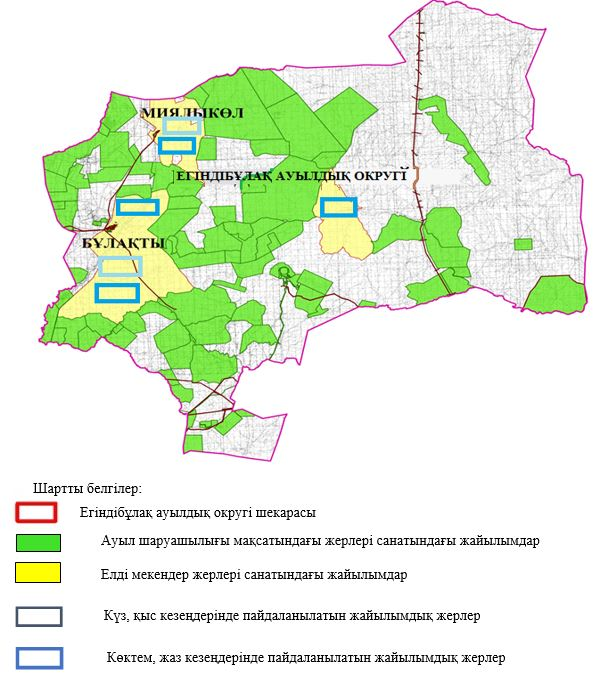 МИЯЛЫКӨЛ
ЕГІНДІБҰЛАҚ АУЫЛДЫҚ ОКРУГІ
БҰЛАҚТЫ
Шартты белгілер:
Егіндібұлақ ауылдық округі шекарасы
Ауыл шаруашылығы мақсатындағы жерлері санатындағы жайылымдар
Елді мекендер жерлері санатындағы жайылымдар
Күз, қыс кезеңдерінде пайдаланылатын жайылымдық жерлер
Көктем, жаз кезеңдерінде пайдаланылатын жайылымдық жерлер